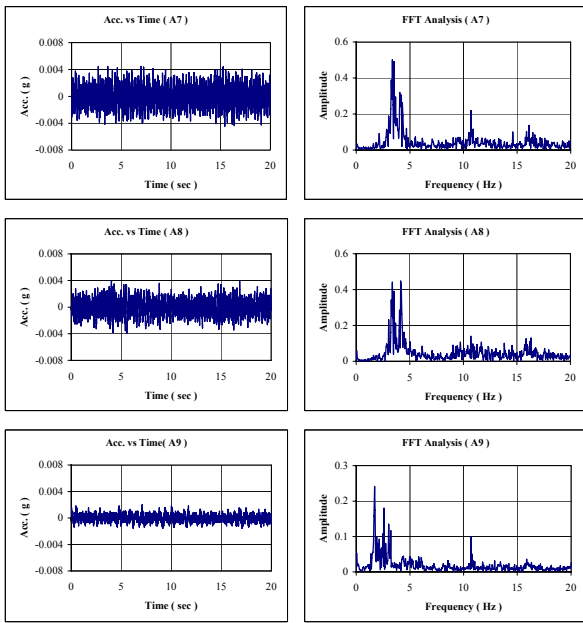 Acc. vs Time ( A7 )
0.008
0.004
0
-0.004
-0.008
Acc. ( g )
0 5 10 15 20
Time ( sec )
FFT Analysis ( A7 )
0.6
0.4
0.2
0
Amplitude
0 5 10 15 20
Frequency ( Hz )
Acc. vs Time ( A8 )
0.008
0.004
0
-0.004
-0.008
Acc. ( g )
0 5 10 15 20
Time ( sec )
FFT Analysis ( A8 )
0.6
0.4
0.2
0
Amplitude
0 5 10 15 20
Frequency ( Hz )
Acc. vs Time( A9 )
0.008
0.004
0
-0.004
-0.008
Acc. ( g )
0 5 10 15 20
Time ( sec )
FFT Analysis ( A9 )
0.3
0.2
0.1
0
Amplitude
0 5 10 15 20
Frequency ( Hz )